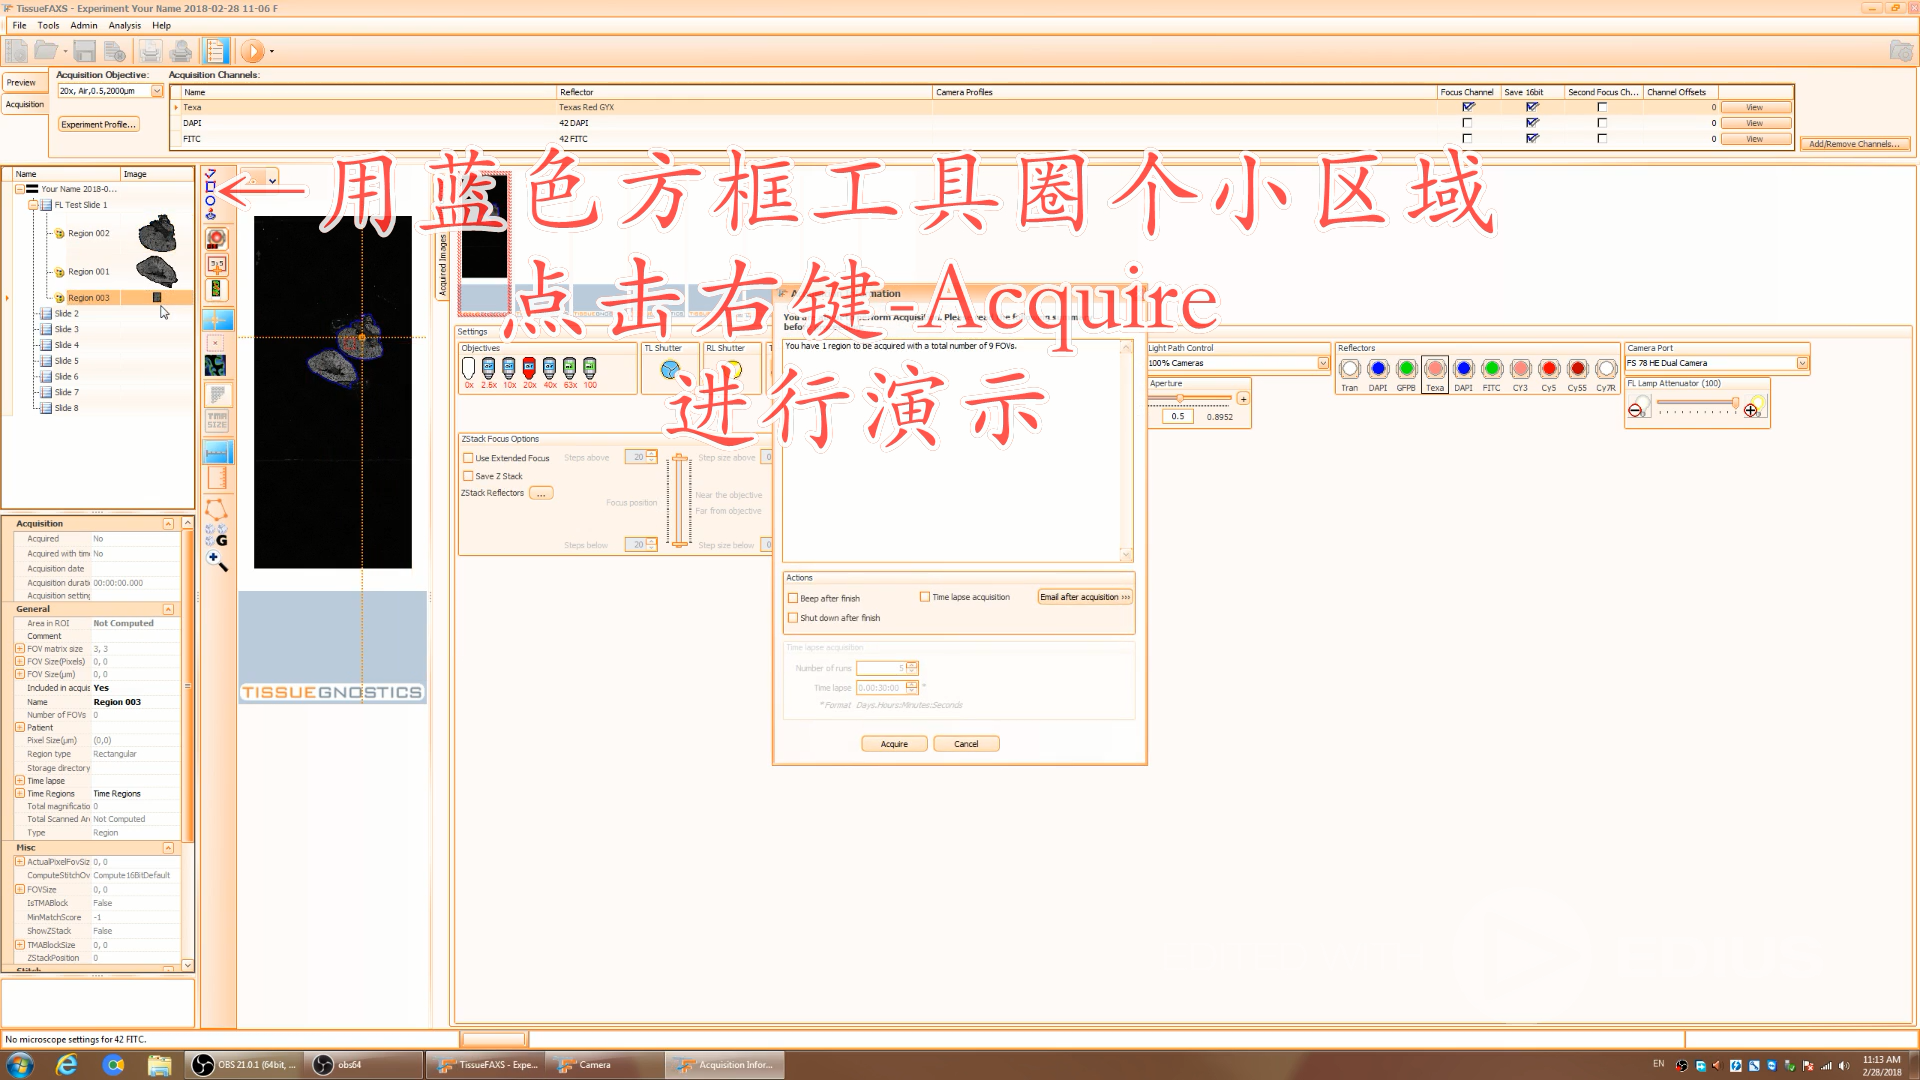 TissueFAXS - Experiment Your Name 2018-02-28 11-06 F
File Tools Admin Analysis Help
Preview
Acquisition
Acquisition Objective:
20x, Air,0.5,2000µm
Experiment Profile...
Acquisition Channels:
Name Reflector Camera Profiles Focus Channel Save 16bit Second Focus Ch... Channel Offsets
Texa Texas Red GYX 0 View
DAPI 42 DAPI 0 View
FITC 42 FITC 0 View
Add/Remove Channels...
用蓝色方框工具圈个小区域
点击右键-Acquire
进行演示
Name Image
Your Name 2018-0...
FL Test Slide 1
Region 002
Region 001
Region 003
Slide 2
Slide 3
Slide 4
Slide 5
Slide 6
Slide 7
Slide 8
Acquisition
Acquired No
Acquired with tim No
Acquisition date
Acquisition durati 00:00:00.000
Acquisition setting
General
Area in ROI Not Computed
Comment
FOV matrix size 3, 3
FOV Size(Pixels) 0, 0
FOV Size(µm) 0, 0
Included in acquis Yes
Name Region 003
Number of FOVs 0
Patient
Pixel Size(µm) (0,0)
Region type Rectangular
Storage directory
Time lapse
Time Regions Time Regions
Total magnificatio 0
Total Scanned Are Not Computed
Type Region
Misc
ActualPixelFovSiz 0, 0
ComputeStitchOv Compute16BitDefault
FOVSize 0, 0
IsTMABlock False
MinMatchScore -1
ShowZStack False
TMABlockSize 0, 0
ZStackPosition 0
TMA
SIZE
G
TISSUEGNOSTICS
Acquired Images
Settings
Objectives
0x 2.5x 10x 20x 40x 63x 100
TL Shutter
RL Shutter
ZStack Focus Options
Use Extended Focus
Save Z Stack
ZStack Reflectors ...
Steps above 20 Step size above 0
Focus position
Near the objective
Far from objective
Steps below 20 Step size below 0
You have 1 region to be acquired with a total number of 9 FOVs.
Actions
Beep after finish
Time lapse acquisition
Email after acquisition >>>
Shut down after finish
Time lapse acquisition
Number of runs 5
Time lapse 0.00:30:00 *
*Format Days.Hours:Minutes:Seconds
Acquire Cancel
Light Path Control
100% Cameras
Aperture
0.5 0.8952
Reflectors
Tran DAPI GFPB Texa DAPI FITC CY3 Cy5 Cy55 Cy7R
Camera Port
FS 78 HE Dual Camera
FL Lamp Attenuator (100)
No microscope settings for 42 FITC.
OBS 21.0.1 (64bit, ...
obs64
TissueFAXS - Expe...
Camera
Acquisition Infor...
EN
11:13 AM
2/28/2018